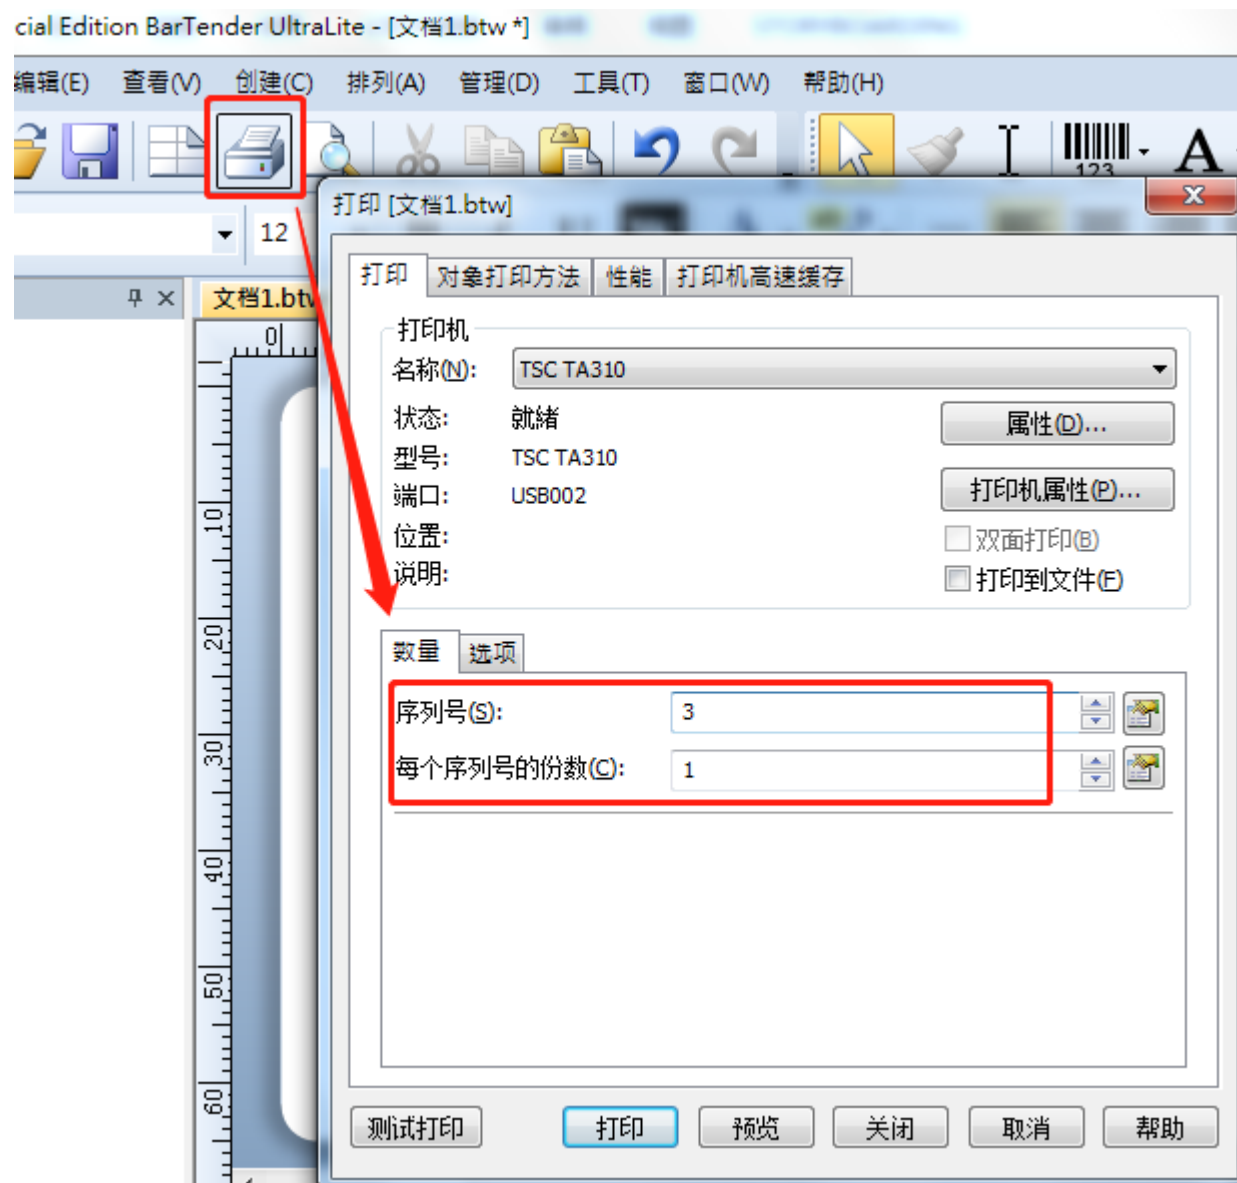 cial Edition BarTender UltraLite - [文档1.btw *]
编辑(E) 查看(V) 创建(C) 排列(A) 管理(D) 工具(T) 窗口(W) 帮助(H)
123
A
12
打印 [文档1.btw]
文档1.btw
打印 对象打印方法 性能 打印机高速缓存
打印机
名称(N): TSC TA310
状态: 就绪
属性(D)...
型号: TSC TA310
端口: USB002
打印机属性(P)...
位置:
双面打印(B)
说明:
打印到文件(F)
数量 选项
序列号(S): 3
每个序列号的份数(C): 1
测试打印 打印 预览 关闭 取消 帮助
0
10
20
30
40
50
60